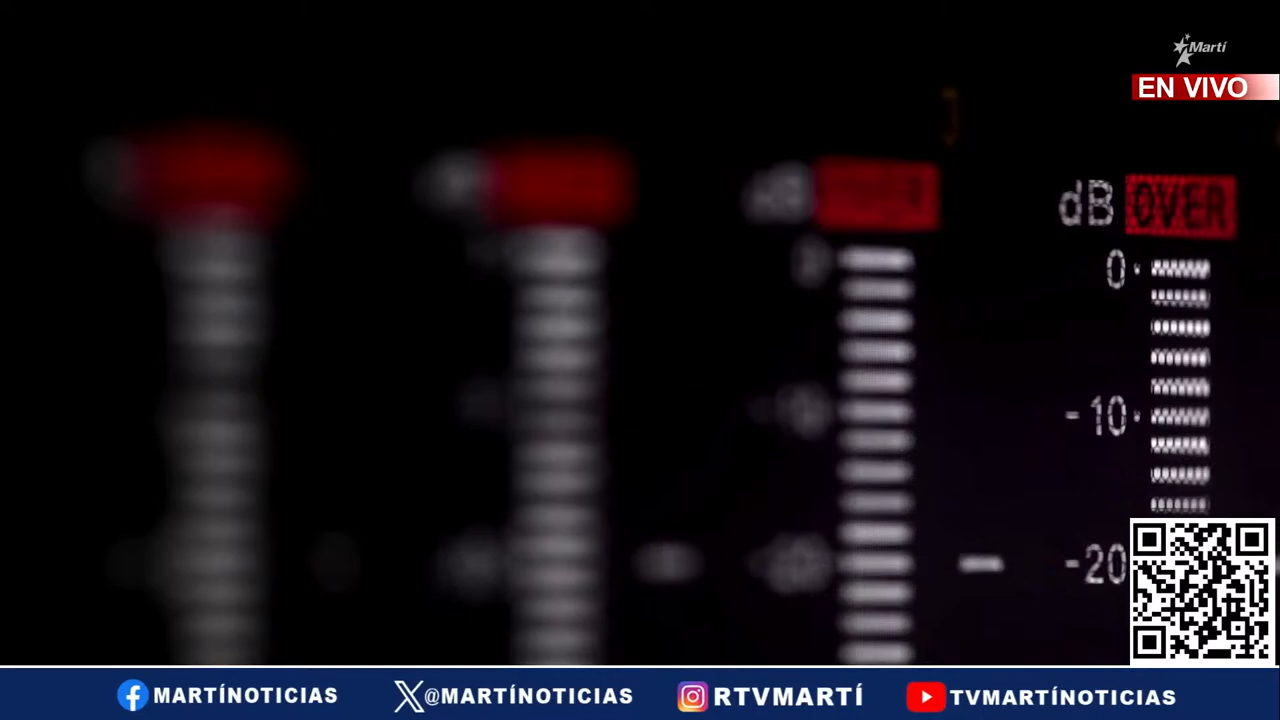 Martí
EN VIVO
dB OVER
0
-10
-20
MARTÍNOTICIAS
@MARTÍNOTICIAS
RTVMARTÍ
TVMARTÍNOTICIAS